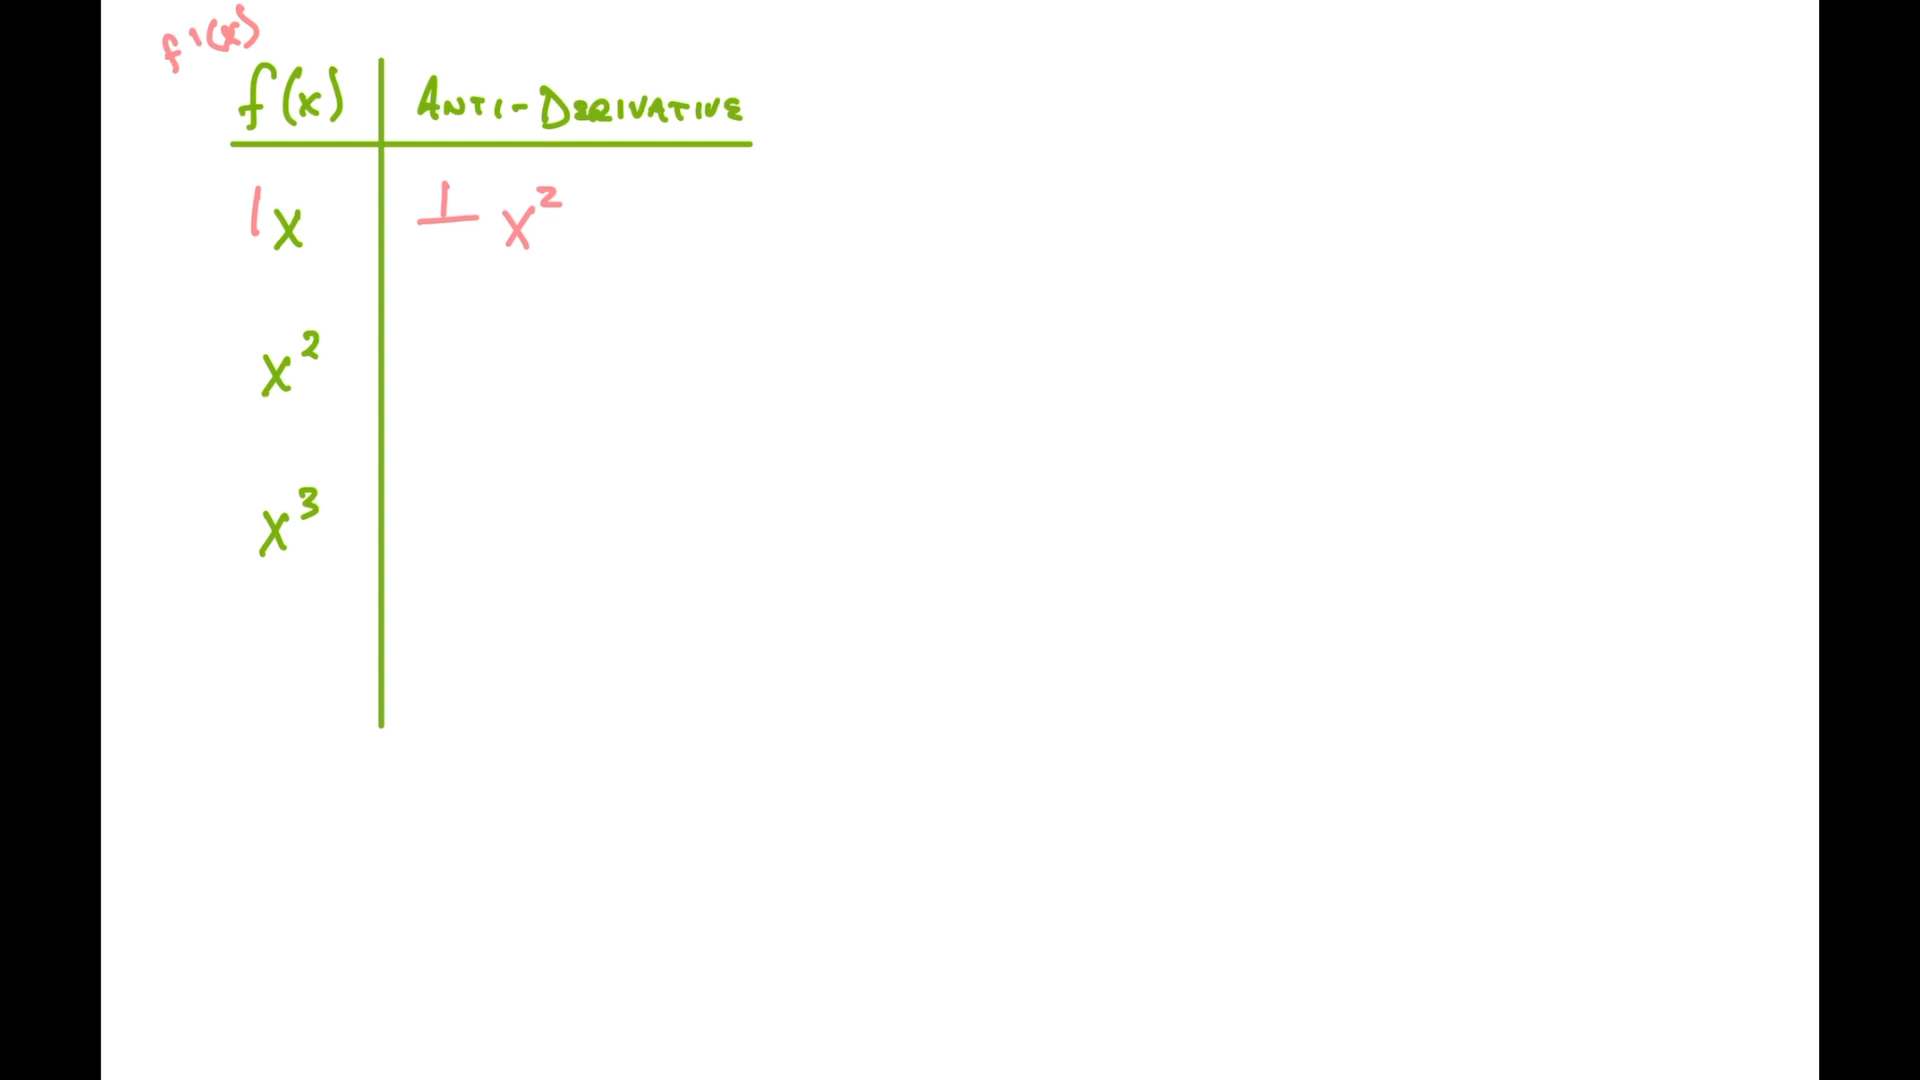 f'(x)
f(x) ANTI-DERIVATIVE
1x 1 x²
x²
x³